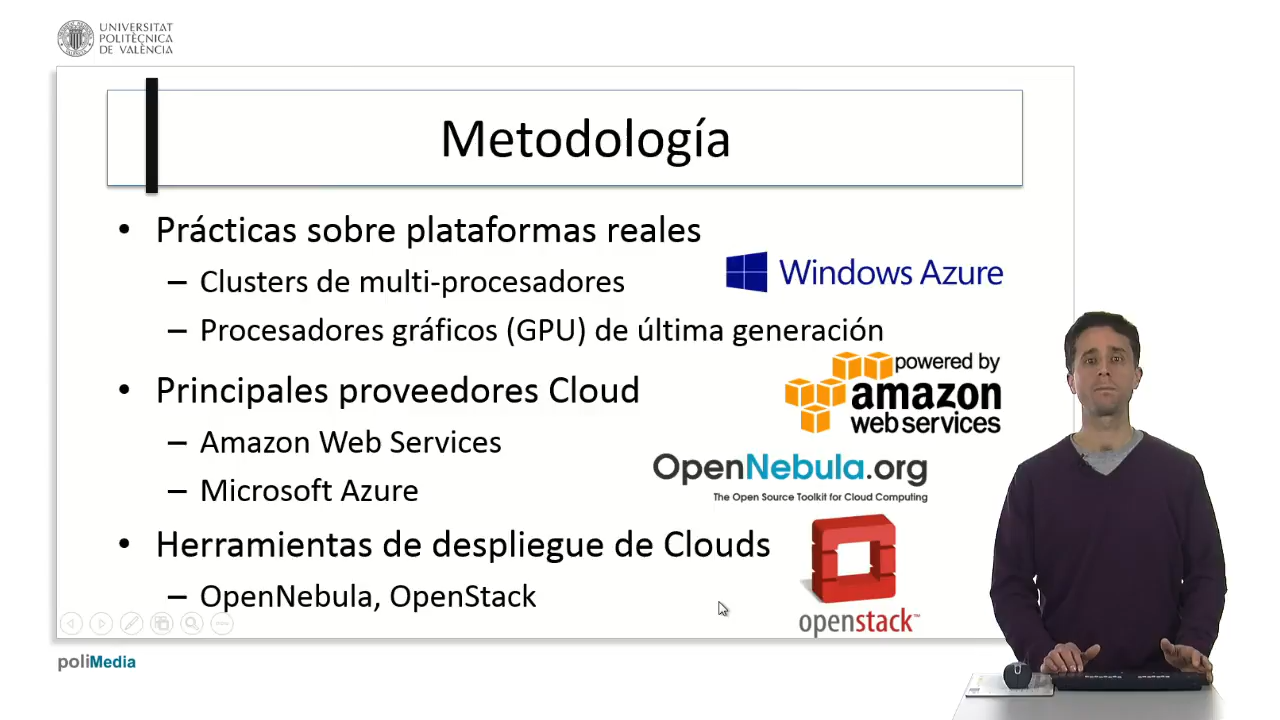 UNIVERSITAT
POLITÈCNICA
DE VALÈNCIA
Metodología
• Prácticas sobre plataformas reales
– Clusters de multi-procesadores
Windows Azure
– Procesadores gráficos (GPU) de última generación
powered by
amazon
web services
• Principales proveedores Cloud
– Amazon Web Services
– Microsoft Azure
OpenNebula.org
The Open Source Toolkit for Cloud Computing
• Herramientas de despliegue de Clouds
– OpenNebula, OpenStack
openstack™
poliMedia